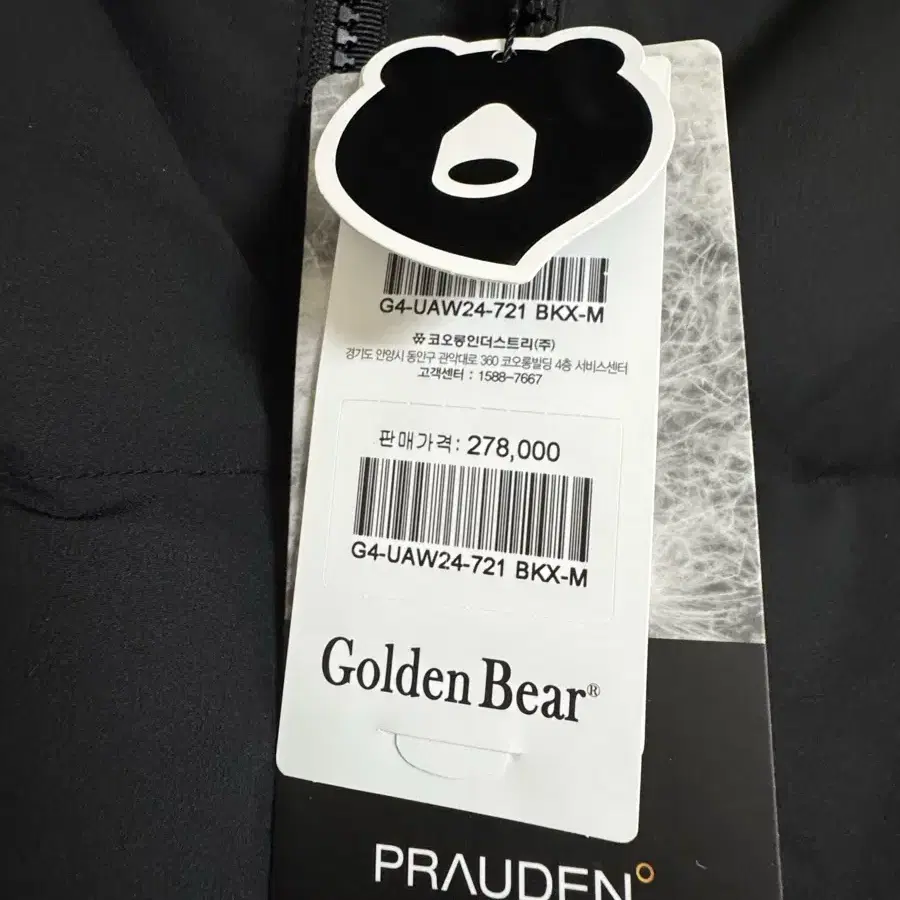 G4-UAW24-721 BKX-M
코오롱인더스트리(주)
경기도 안양시 동안구 관악대로 360 코오롱빌딩 4층 서비스센터
고객센터 : 1588-7667
판매가격: 278,000
G4-UAW24-721 BKX-M
Golden Bear®
PRAUDEN°